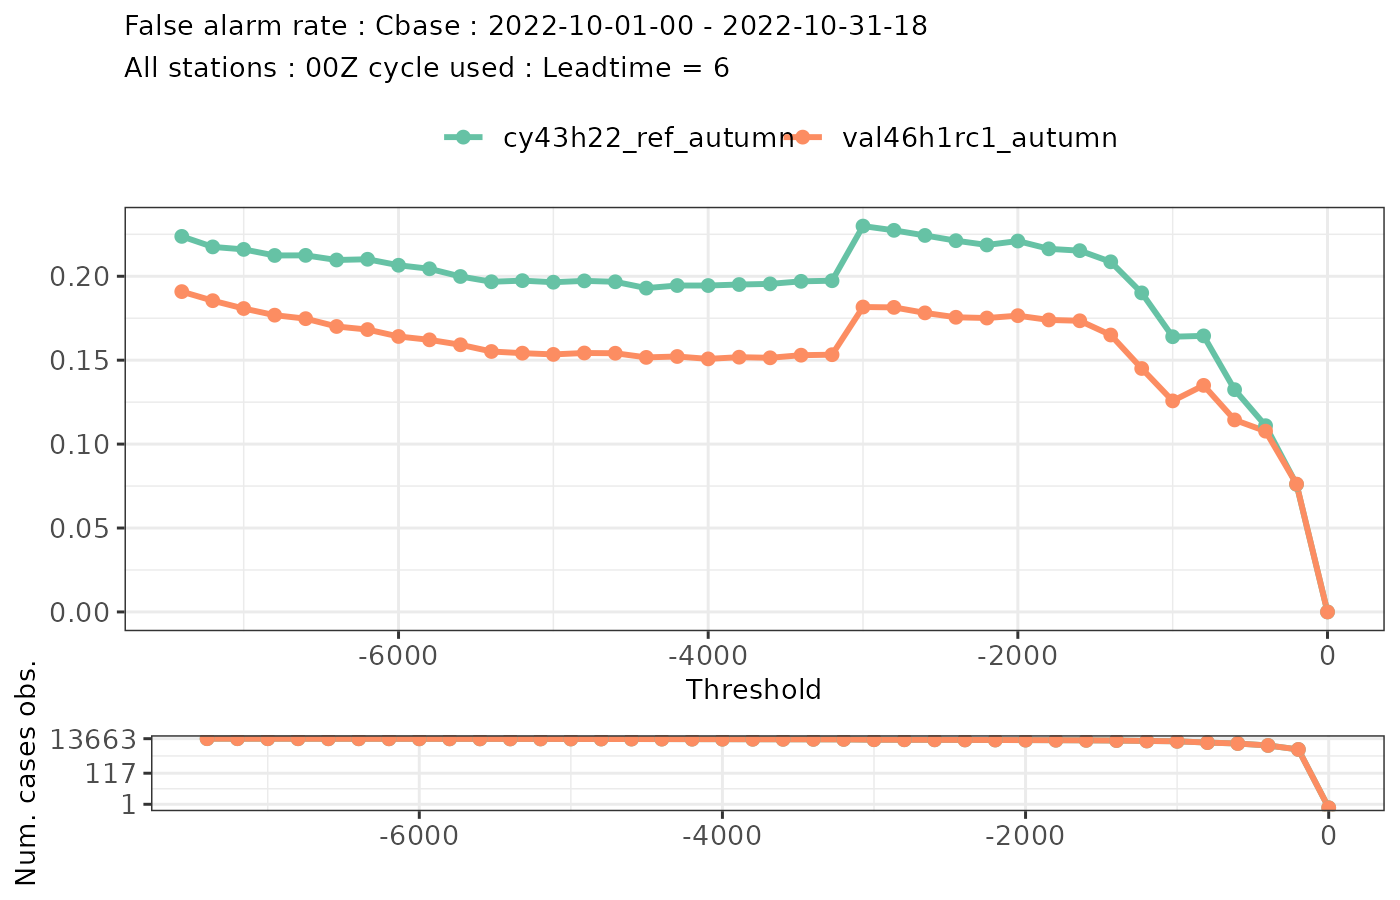 False alarm rate : Cbase : 2022-10-01-00 - 2022-10-31-18
All stations : 00Z cycle used : Leadtime = 6
cy43h22_ref_autumn val46h1rc1_autumn
0.20
0.15
0.10
0.05
0.00
-6000 -4000 -2000 0
Threshold
Num. cases obs.
13663
117
1
-6000 -4000 -2000 0